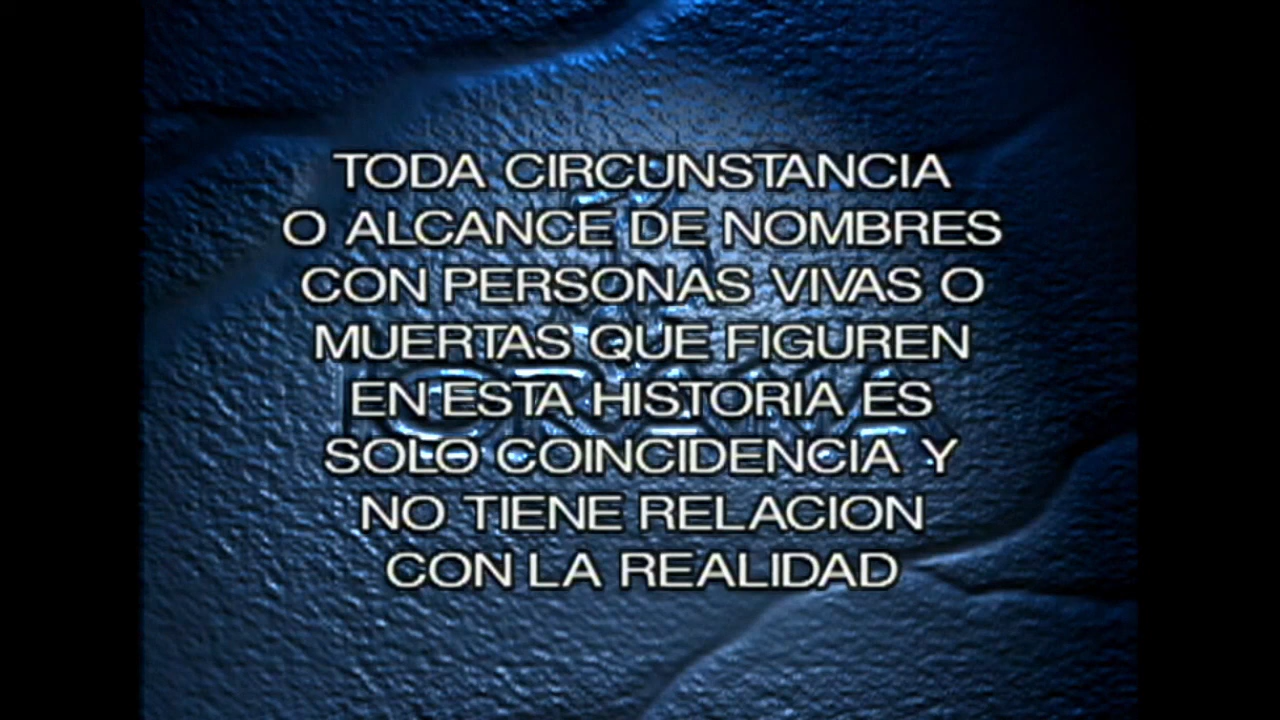 TODA CIRCUNSTANCIA
O ALCANCE DE NOMBRES
CON PERSONAS VIVAS O
MUERTAS QUE FIGUREN
EN ESTA HISTORIA ES
SOLO COINCIDENCIA Y
NO TIENE RELACION
CON LA REALIDAD